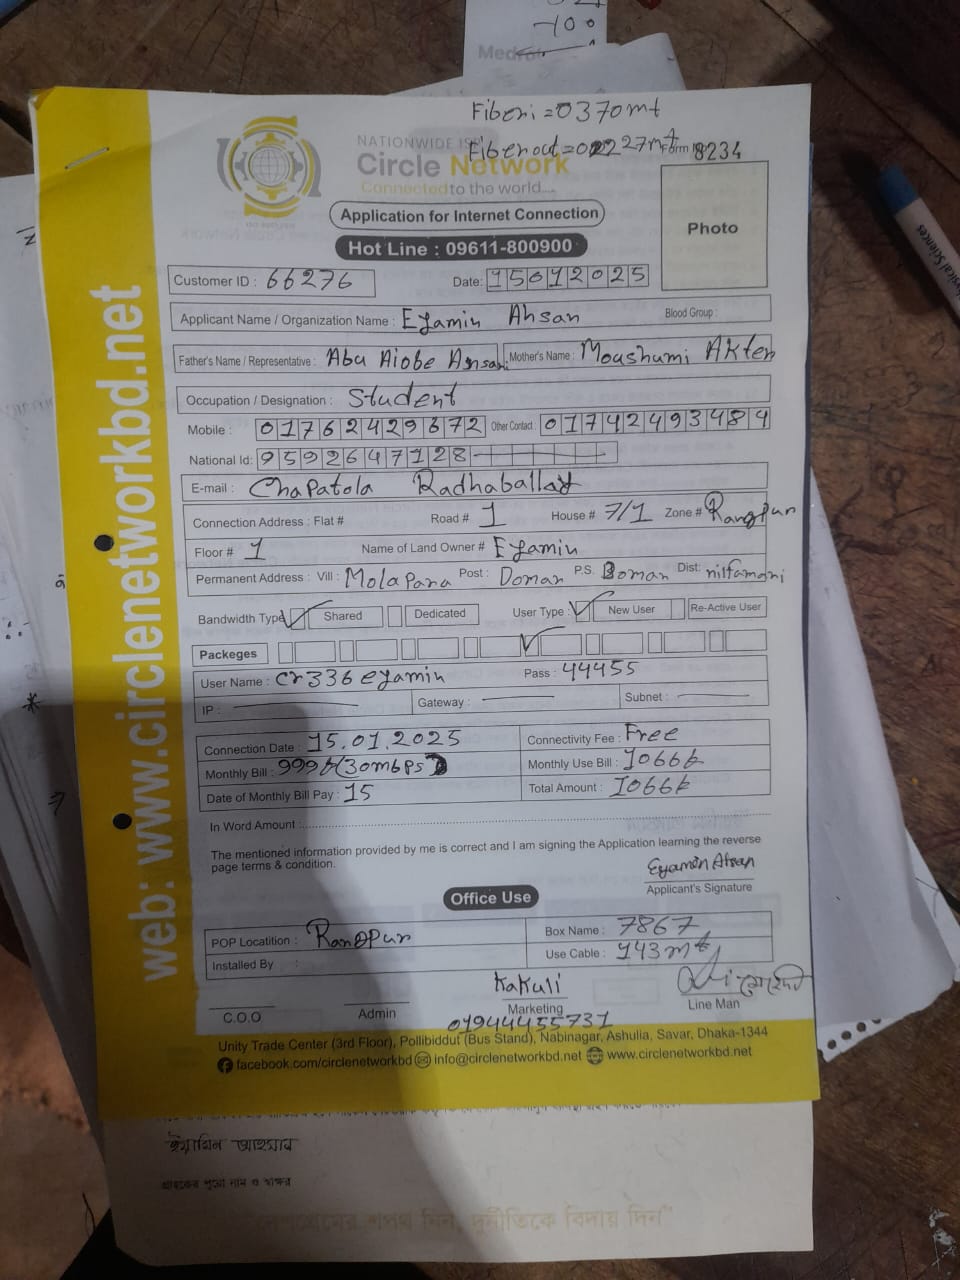 -100
Medi
Fiberi = 0370mt
NATIONWIDE ISP
Fiberout = 0227mt Form 8234
Circle Network
Connected to the world....
Application for Internet Connection
Photo
Hot Line : 09611-800900
Customer ID : 66276 Date: 15012025
Applicant Name / Organization Name : Eyamin Ahsan Blood Group :
Father's Name / Representative : Abu Aiobe Ansari Mother's Name : Moushumi Akter
Occupation / Designation : Student
Mobile : 01762429672 Other Contact : 01742493484
National Id: 9592647128
E-mail : Chapatola Radhaballav
Connection Address : Flat # Road # 1 House # 7/1 Zone # Rangpur
Floor # 1 Name of Land Owner # Eyamin
Permanent Address : Vill : Molapara Post : Domar P.S. Domar Dist: nilfamari
Bandwidth Type Shared Dedicated User Type : New User Re-Active User
Packeges
User Name : cr336eyamin Pass : 44455
IP : Gateway : Subnet :
Connection Date : 15.01.2025 Connectivity Fee : Free
Monthly Bill : 999৳ (30mbps) Monthly Use Bill : 1066৳
Date of Monthly Bill Pay : 15 Total Amount : 1066৳
In Word Amount :
The mentioned information provided by me is correct and I am signing the Application learning the reverse
page terms & condition.
Eyamin Ahsan
Applicant's Signature
Office Use
POP Locatition : Rangpur Box Name : 7867
Installed By : Use Cable : 143mt
Kakuli
C.O.O Admin Marketing Line Man
01944455731
Unity Trade Center (3rd Floor), Pollibiddut (Bus Stand), Nabinagar, Ashulia, Savar, Dhaka-1344
facebook.com/circlenetworkbd info@circlenetworkbd.net www.circlenetworkbd.net
web: www.circlenetworkbd.net
ইয়ামিন আহসান
গ্রাহকের পুরো নাম ও স্বাক্ষর
দেশপ্রেমের শপথ নিন, দুর্নীতিকে বিদায় দিন"